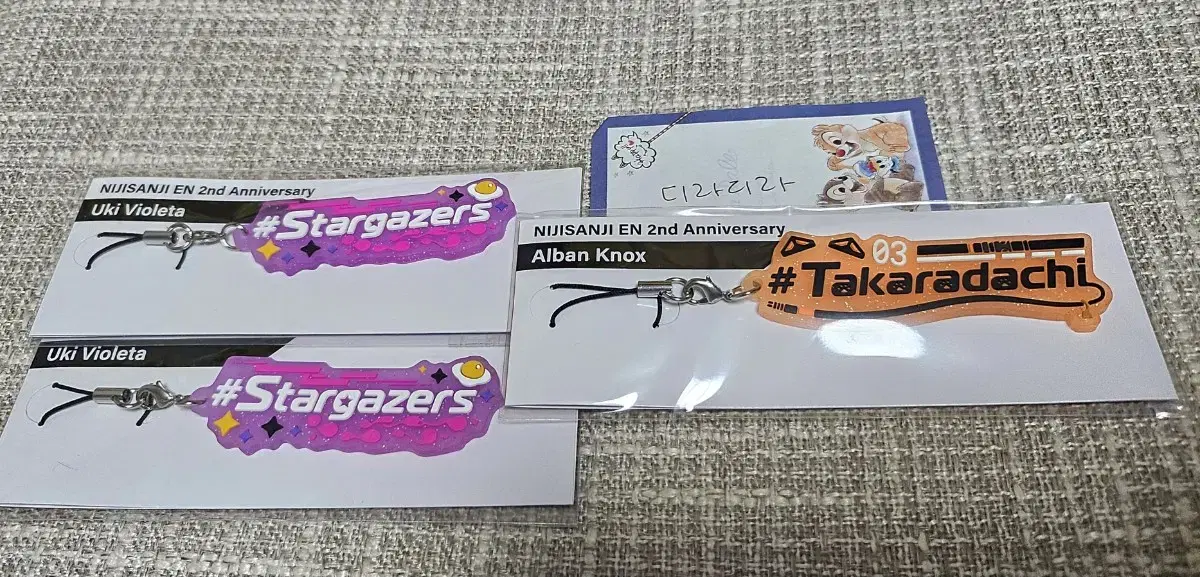 NIJISANJI EN 2nd Anniversary
Uki Violeta
#Stargazers
Uki Violeta
#Stargazers
디라디라
NIJISANJI EN 2nd Anniversary
Alban Knox
03
#Takaradachi